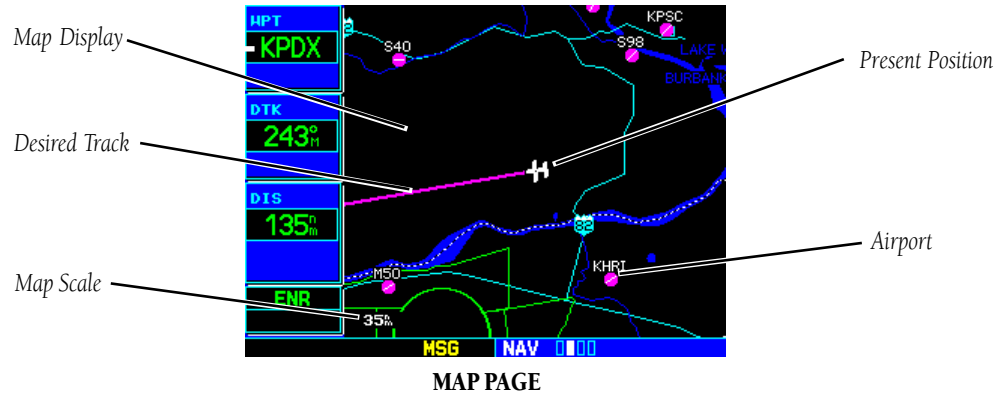 WPT
KPDX
DTK
243°M
DIS
135nm
ENR
2
S40
KPSC
S98
LAKE
BURBANK
82
M50
KHRI
35nm
MSG
NAV
Map Display
Desired Track
Map Scale
Present Position
Airport
MAP PAGE